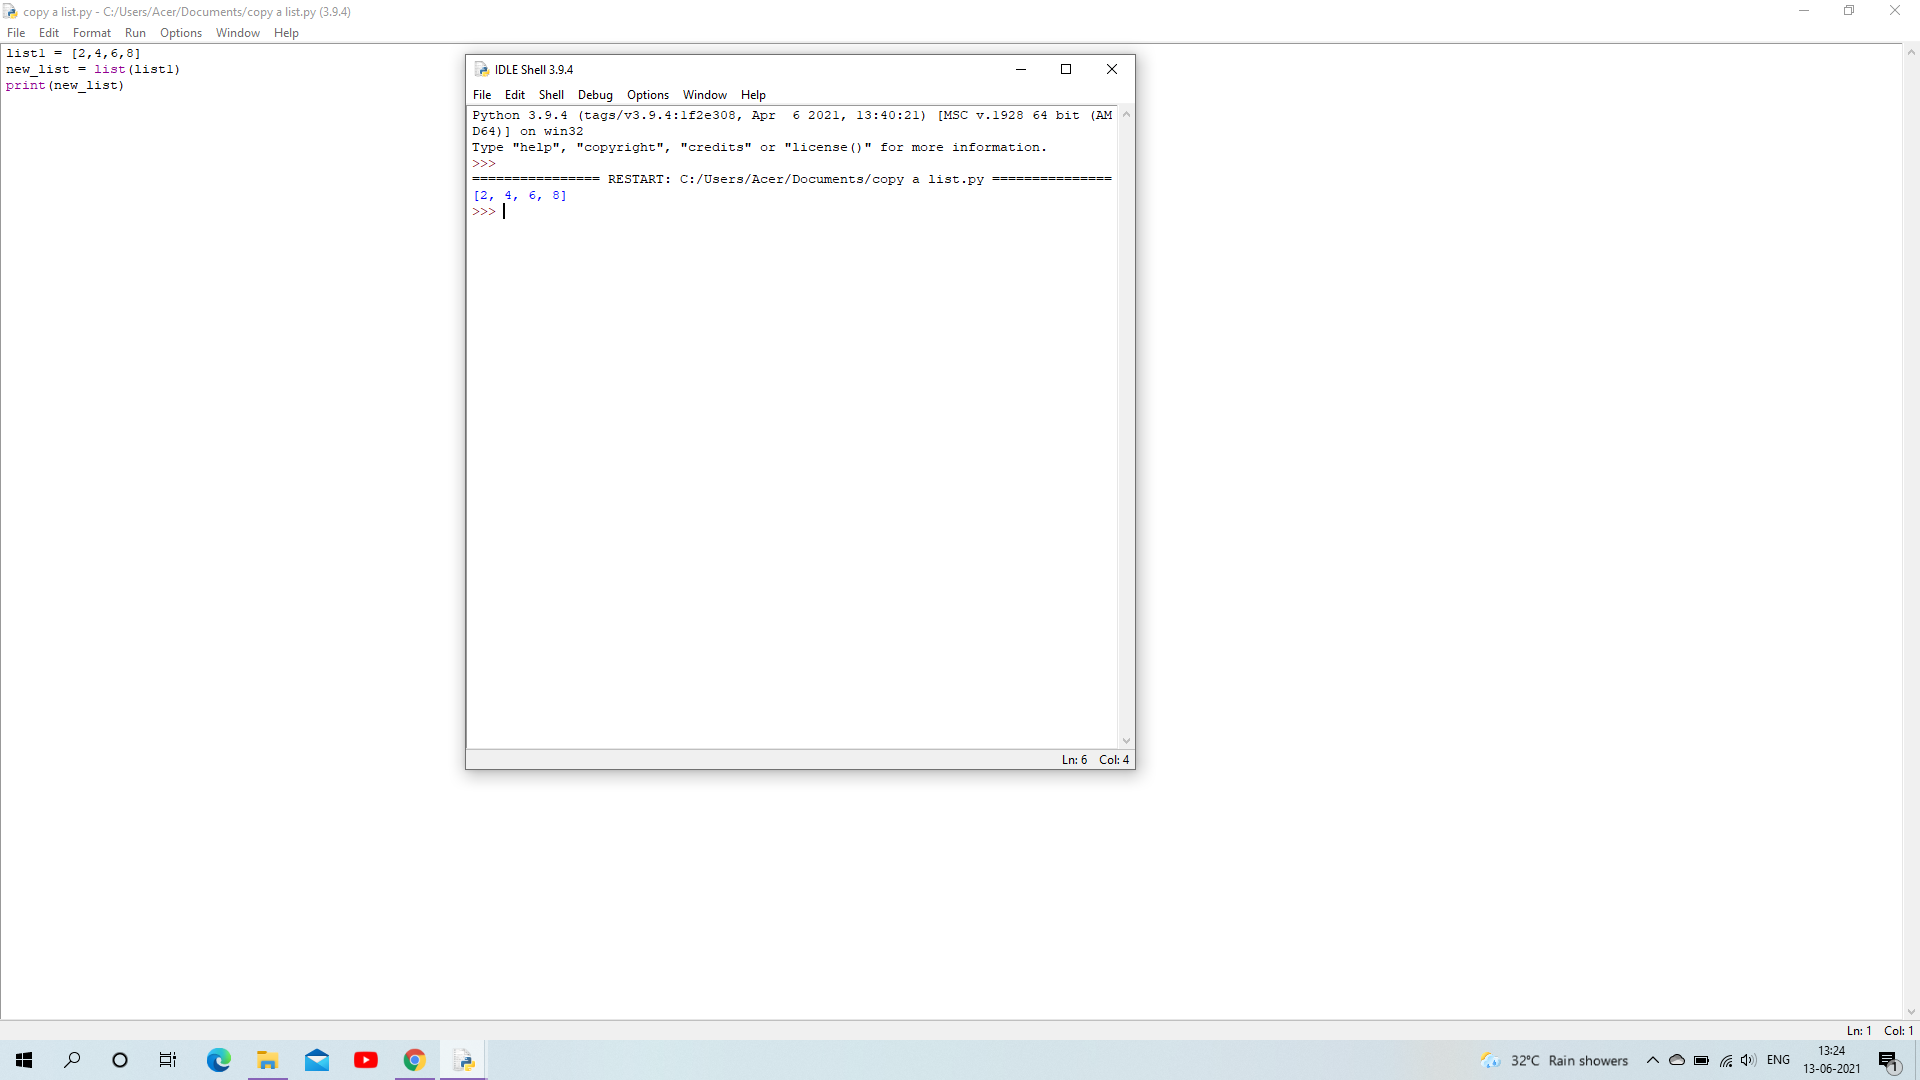 copy a list.py - C:/Users/Acer/Documents/copy a list.py (3.9.4)
File Edit Format Run Options Window Help
list1 = [2,4,6,8]
new_list = list(list1)
print(new_list)
IDLE Shell 3.9.4
File Edit Shell Debug Options Window Help
Python 3.9.4 (tags/v3.9.4:1f2e308, Apr  6 2021, 13:40:21) [MSC v.1928 64 bit (AM
D64)] on win32
Type "help", "copyright", "credits" or "license()" for more information.
>>>
================ RESTART: C:/Users/Acer/Documents/copy a list.py ===============
[2, 4, 6, 8]
>>>
Ln: 6 Col: 4
Ln: 1 Col: 1
32°C Rain showers
ENG
13:24
13-06-2021
1